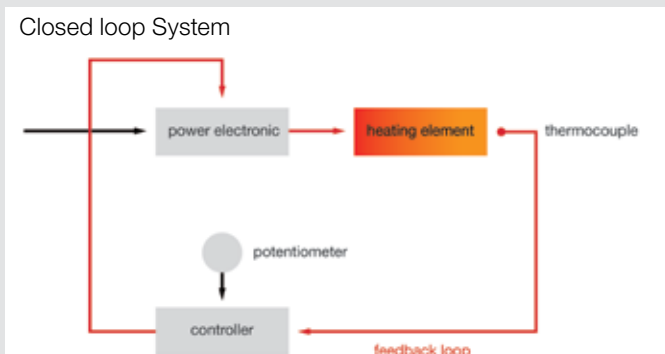 Closed loop System
power electronic
heating element
thermocouple
potentiometer
controller
feedback loop